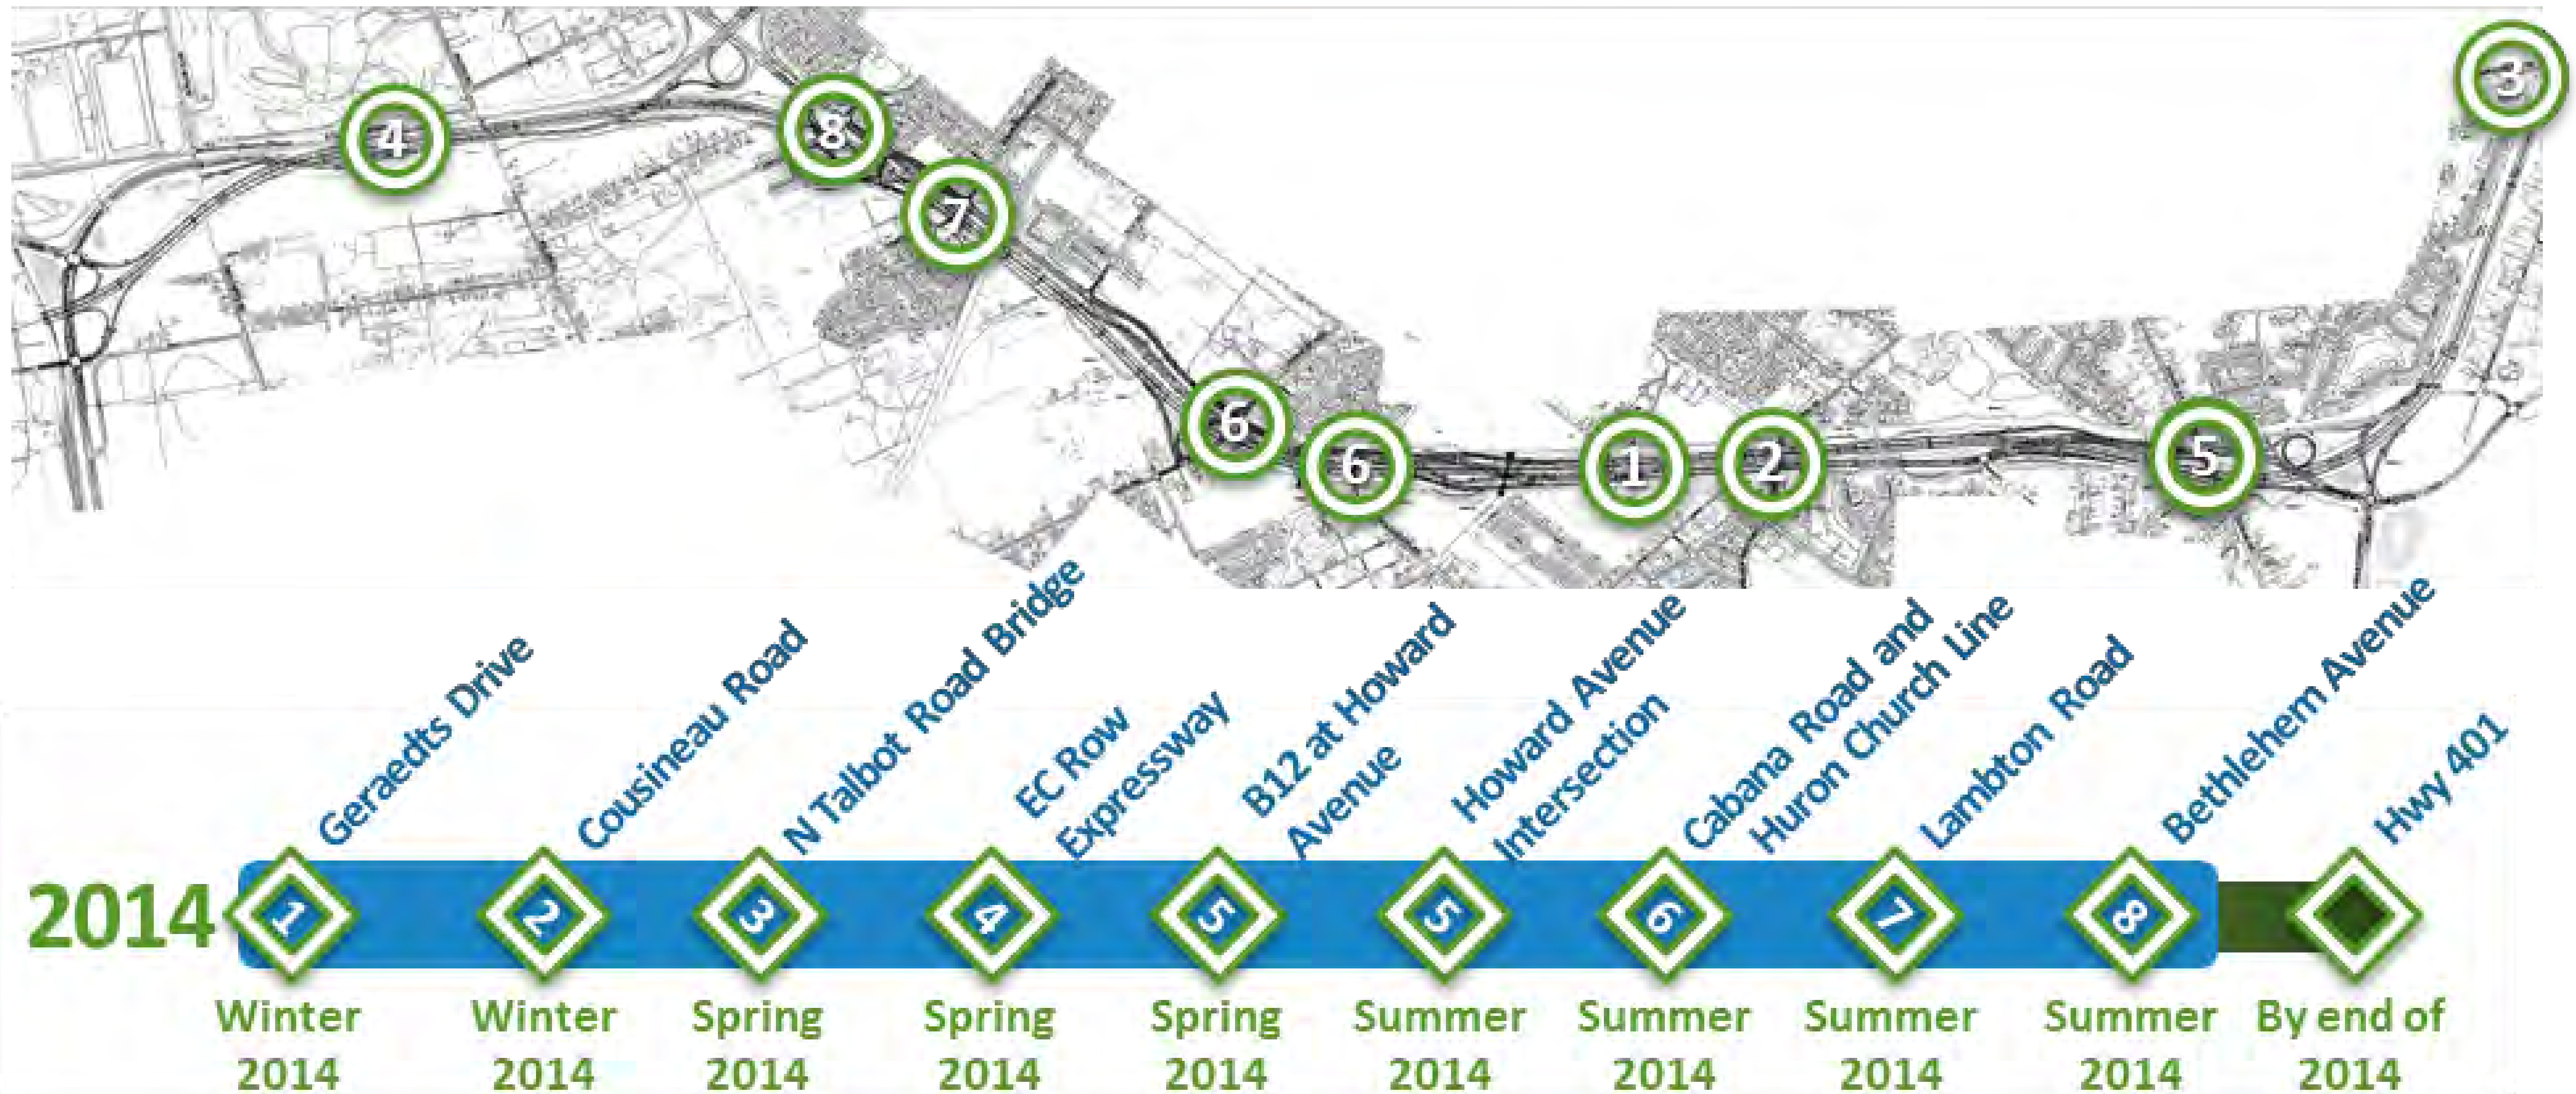 3
4
8
7
6
6
1
2
5
Geraedts Drive
Cousineau Road
N Talbot Road Bridge
EC Row
Expressway
B12 at Howard
Avenue
Howard Avenue
Intersection
Cabana Road and
Huron Church Line
Lambton Road
Bethlehem Avenue
Hwy 401
2014
1
2
3
4
5
5
6
7
8
Winter
2014
Winter
2014
Spring
2014
Spring
2014
Spring
2014
Summer
2014
Summer
2014
Summer
2014
Summer
2014
By end of
2014